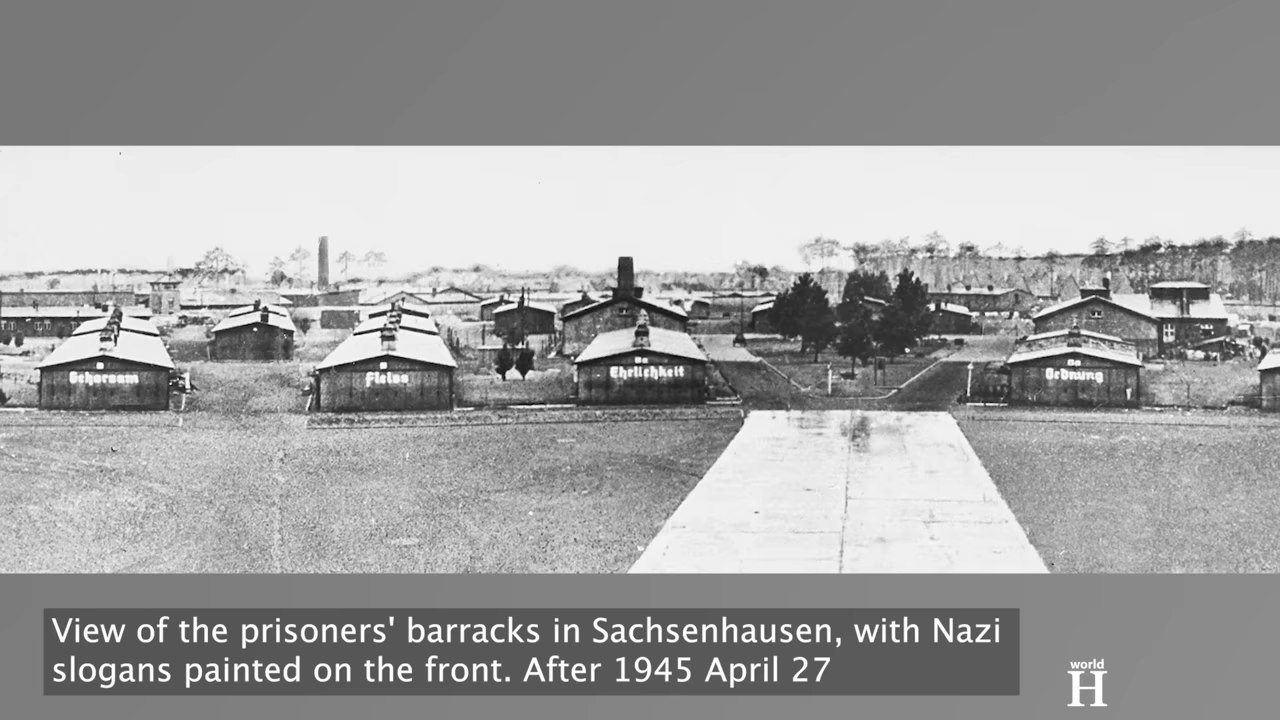 Gehorsam
Fleiss
Ehrlichkeit
Ordnung
View of the prisoners' barracks in Sachsenhausen, with Nazi
slogans painted on the front. After 1945 April 27
world
H